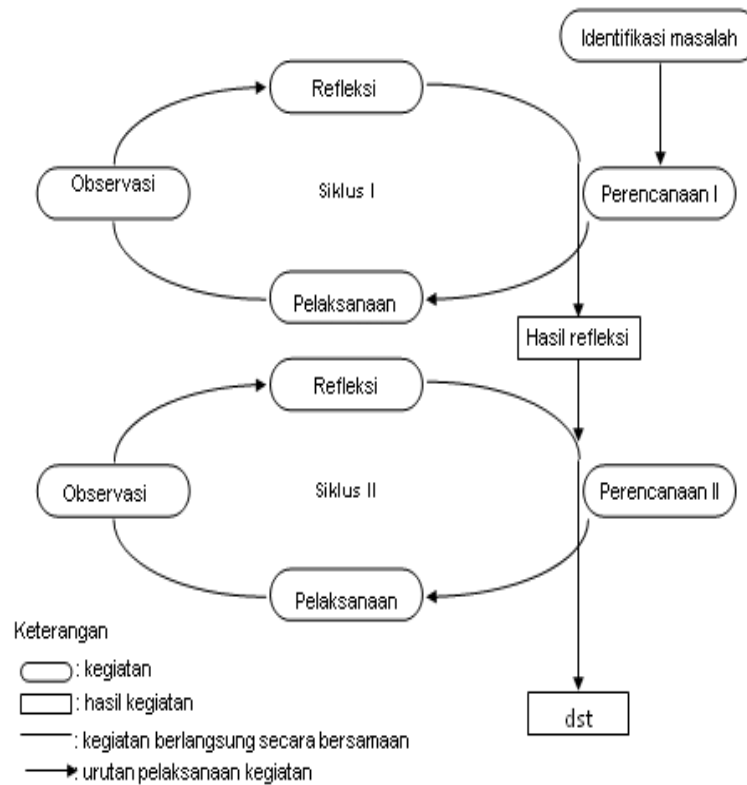 Identifikasi masalah
Refleksi
Observasi
Siklus I
Perencanaan I
Pelaksanaan
Hasil refleksi
Refleksi
Observasi
Siklus II
Perencanaan II
Pelaksanaan
Keterangan
: kegiatan
: hasil kegiatan
dst
: kegiatan berlangsung secara bersamaan
: urutan pelaksanaan kegiatan